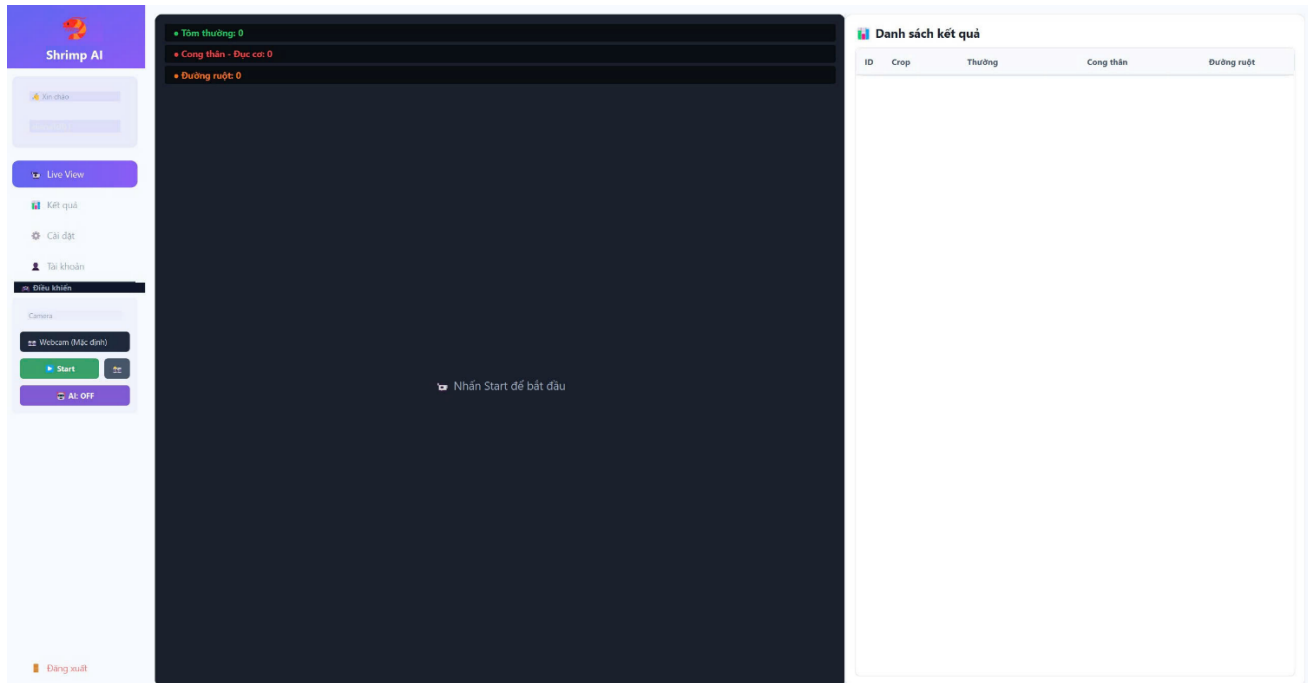 Shrimp AI
Xin chào
Live View
Kết quả
Cài đặt
Tài khoản
Điều khiển
Camera
Webcam (Mặc định)
Start
AI: OFF
Đăng xuất
• Tôm thường: 0
• Cong thân - Đục cơ: 0
• Đường ruột: 0
Nhấn Start để bắt đầu
Danh sách kết quả
ID Crop Thường Cong thân Đường ruột